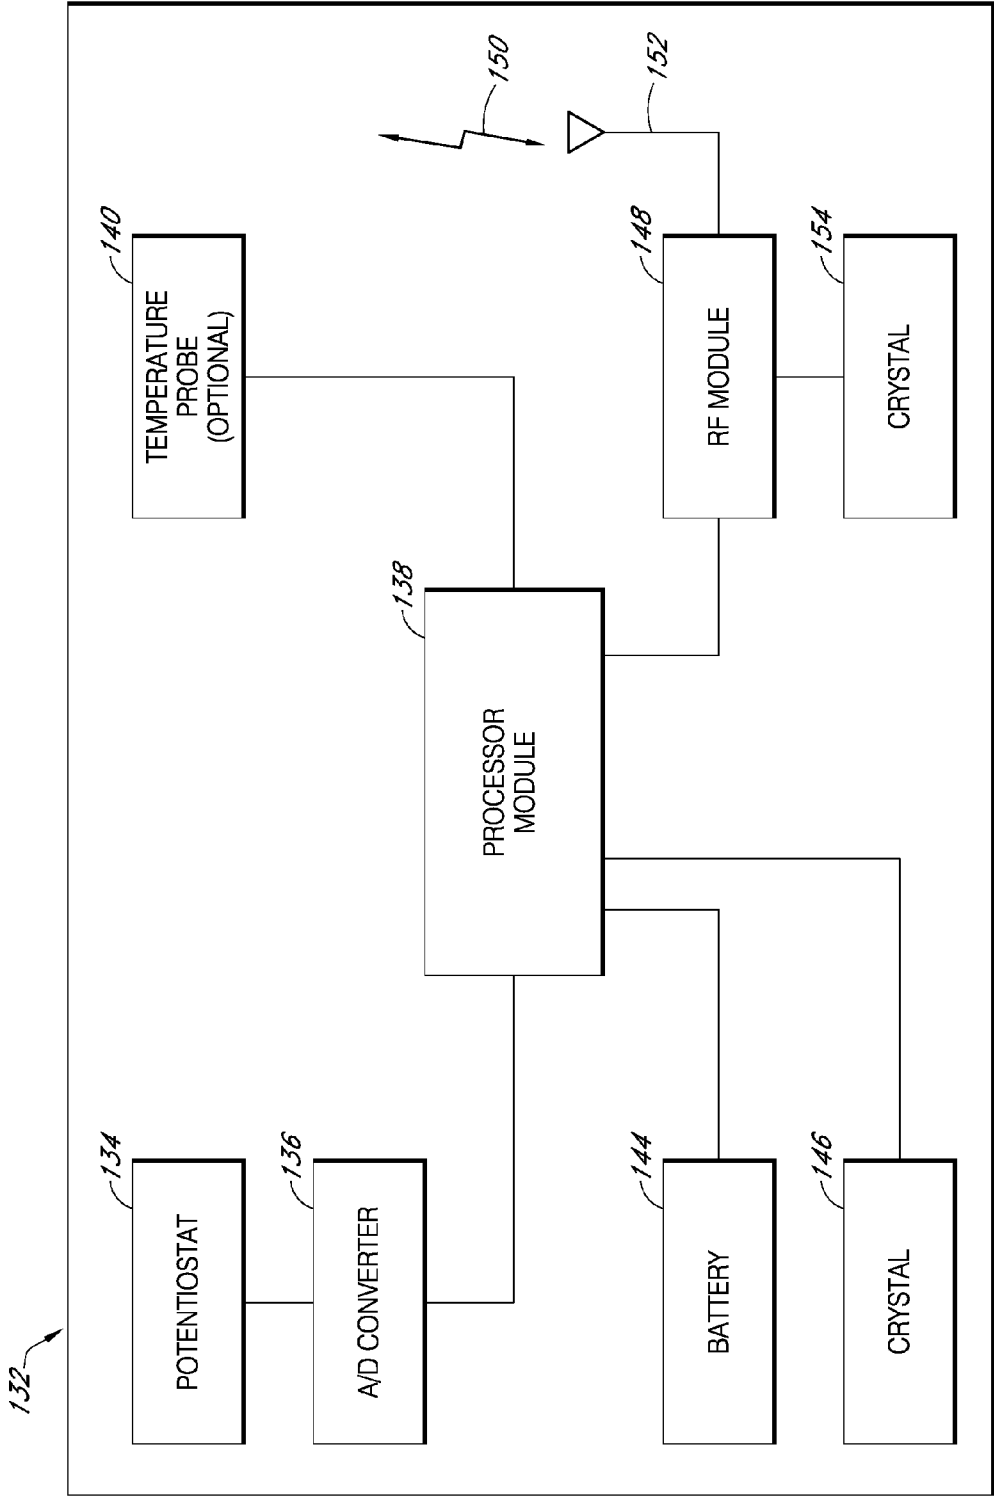 132
134
POTENTIOSTAT
136
A/D CONVERTER
138
PROCESSOR
MODULE
140
TEMPERATURE
PROBE
(OPTIONAL)
150
152
144
BATTERY
146
CRYSTAL
148
RF MODULE
154
CRYSTAL